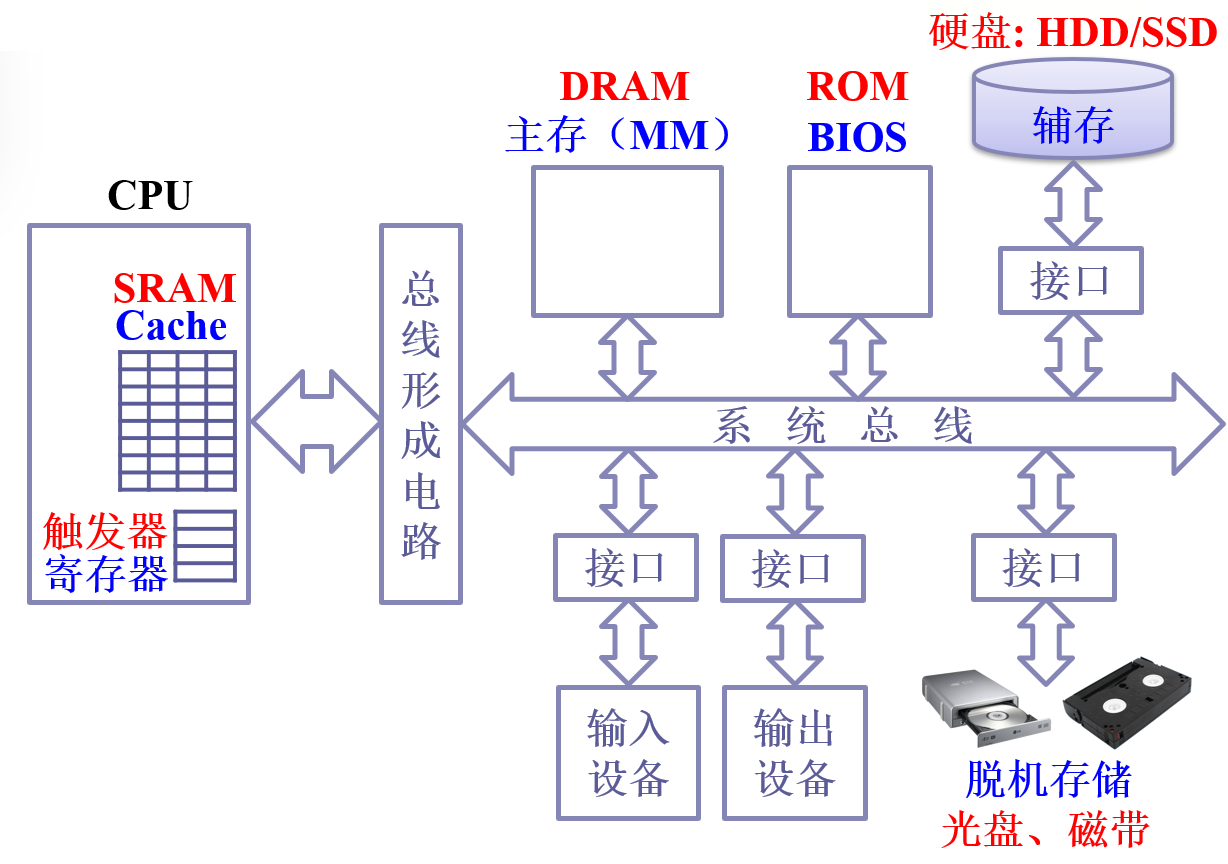 硬盘: HDD/SSD
辅存
DRAM
主存（MM）
ROM
BIOS
接口
CPU
SRAM
Cache
触发器
寄存器
总线形成电路
系统总线
接口
接口
接口
输入
设备
输出
设备
脱机存储
光盘、磁带